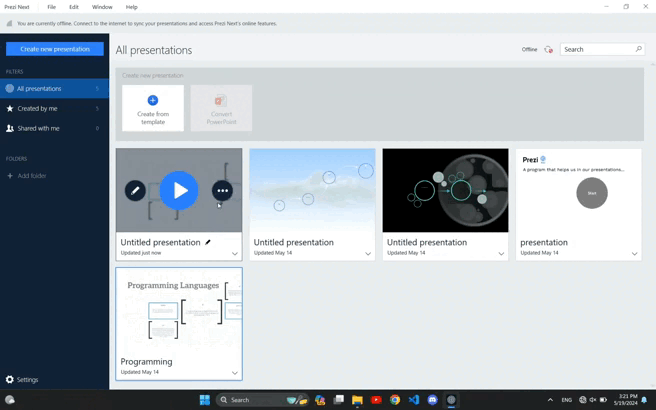 Prezi Next
File
Edit
Window
Help
You are currently offline. Connect to the Internet to sync your presentations and access Prezi Next's online features.
Create new presentation
FILTERS
All presentations
5
Created by me
5
Shared with me
0
FOLDERS
Add folder
Settings
All presentations
Offline
Search
Create new presentation
Create from
template
Convert
PowerPoint
Untitled presentation
Updated just now
Untitled presentation
Updated May 14
Untitled presentation
Updated May 14
Prezi
A program that helps us in our presentations...
Start
presentation
Updated May 14
Programming Languages
Programming
Updated May 14
Search
ENG
3:21 PM
5/19/2024